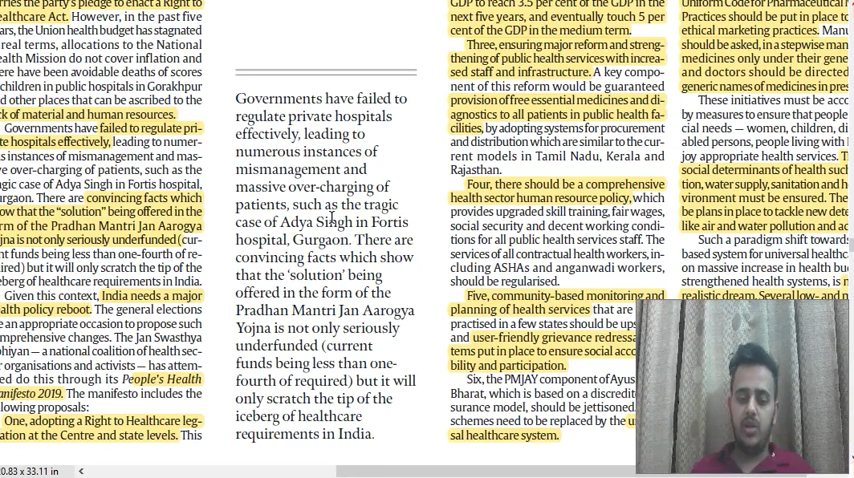 rries the party's pledge to enact a Right to
ealthcare Act. However, in the past five
ars, the Union health budget has stagnated
real terms, allocations to the National
Health Mission do not cover inflation and
ere have been avoidable deaths of scores
children in public hospitals in Gorakhpur
d other places that can be ascribed to the
ck of material and human resources.
Governments have failed to regulate pri-
te hospitals effectively, leading to numer-
s instances of mismanagement and mas-
ve over-charging of patients, such as the
agic case of Adya Singh in Fortis hospital,
urgaon. There are convincing facts which
ow that the "solution" being offered in the
rm of the Pradhan Mantri Jan Aarogya
jna is not only seriously underfunded (cur-
nt funds being less than one-fourth of re-
ired) but it will only scratch the tip of the
eberg of healthcare requirements in India.
Given this context, India needs a major
alth policy reboot. The general elections
e an appropriate occasion to propose such
mprehensive changes. The Jan Swasthya
bhiyan — a national coalition of health sec-
r organisations and activists — has attem-
ed do this through its People's Health
anifesto 2019. The manifesto includes the
lowing proposals:
One, adopting a Right to Healthcare leg-
ation at the Centre and state levels. This
Governments have failed to
regulate private hospitals
effectively, leading to
numerous instances of
mismanagement and
massive over-charging of
patients, such as the tragic
case of Adya Singh in Fortis
hospital, Gurgaon. There are
convincing facts which show
that the 'solution' being
offered in the form of the
Pradhan Mantri Jan Aarogya
Yojna is not only seriously
underfunded (current
funds being less than one-
fourth of required) but it will
only scratch the tip of the
iceberg of healthcare
requirements in India.
GDP to reach 3.5 per cent of the GDP in the
next five years, and eventually touch 5 per
cent of the GDP in the medium term.
Three, ensuring major reform and streng-
thening of public health services with increa-
sed staff and infrastructure. A key compo-
nent of this reform would be guaranteed
provision of free essential medicines and di-
agnostics to all patients in public health fa-
cilities, by adopting systems for procurement
and distribution which are similar to the cur-
rent models in Tamil Nadu, Kerala and
Rajasthan.
Four, there should be a comprehensive
health sector human resource policy, which
provides upgraded skill training, fair wages,
social security and decent working condi-
tions for all public health services staff. The
services of all contractual health workers, in-
cluding ASHAs and anganwadi workers,
should be regularised.
Five, community-based monitoring and
planning of health services that are
practised in a few states should be ups
and user-friendly grievance redressa
tems put in place to ensure social acco
bility and participation.
Six, the PMJAY component of Ayus
Bharat, which is based on a discredit
surance model, should be jettisoned.
schemes need to be replaced by the u
sal healthcare system.
Uniform Code for Pharmaceutical
Practices should be put in place to
ethical marketing practices. Manu
should be asked, in a stepwise man
medicines only under their gene
and doctors should be directed
generic names of medicines in pres
These initiatives must be acco
by measures to ensure that people
cial needs — women, children, di
abled persons, people living with
joy appropriate health services. T
social determinants of health suc
tion, water supply, sanitation and h
vironment must be ensured. The
be plans in place to tackle new dete
like air and water pollution and ad
Such a paradigm shift towards
based system for universal healthc
on massive increase in health bud
strengthened health systems, is n
realistic dream. Several low- and m
0.83 x 33.11 in